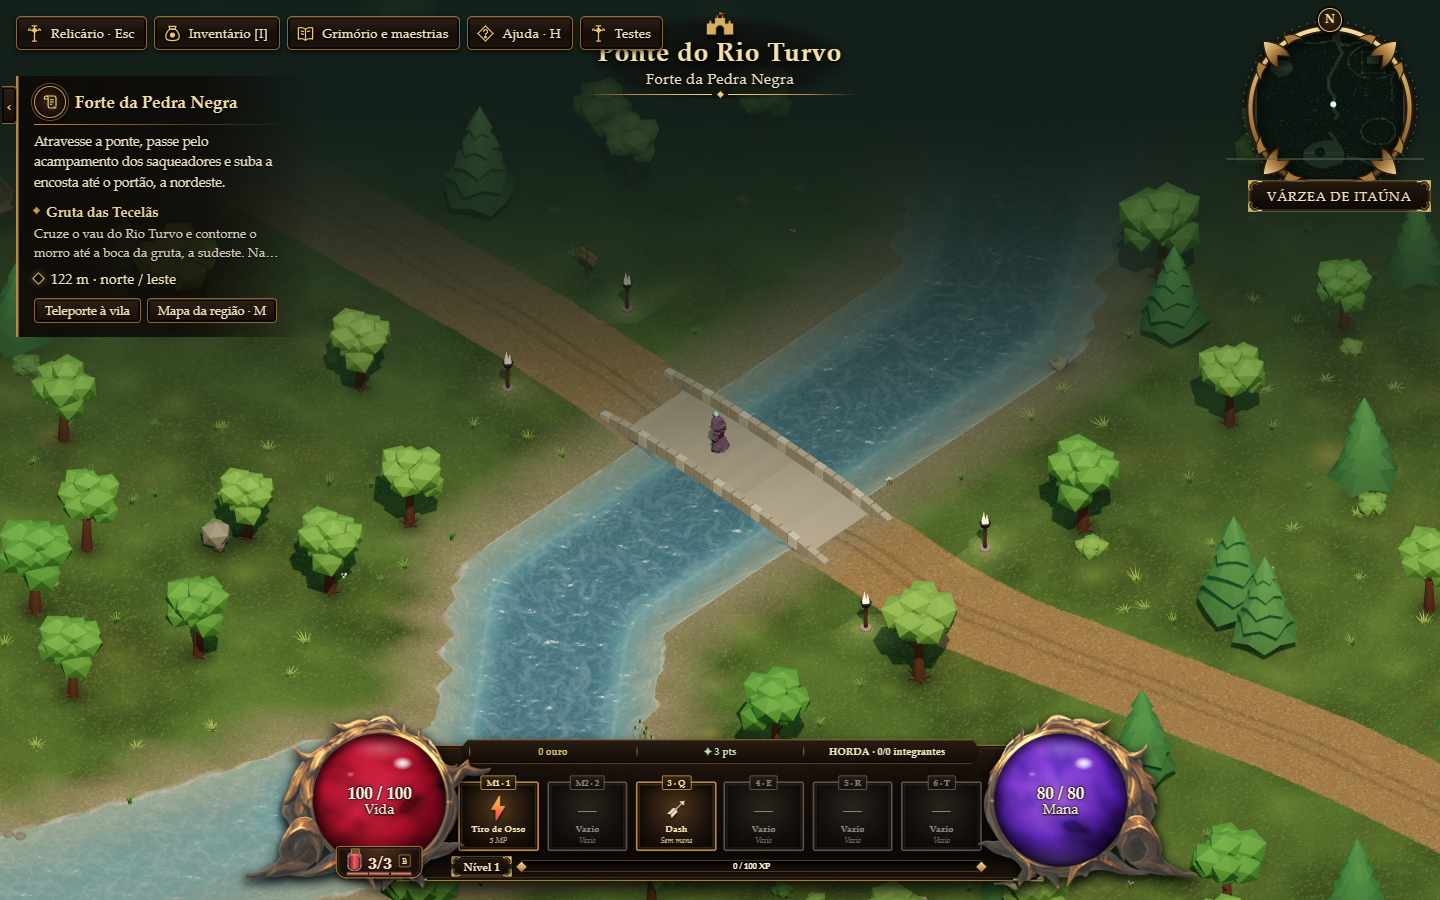 Relicário · Esc
Inventário [I]
Grimório e maestrias
Ajuda · H
Testes
Ponte do Rio Turvo
Forte da Pedra Negra
N
VÁRZEA DE ITAÚNA
‹
Forte da Pedra Negra
Atravesse a ponte, passe pelo
acampamento dos saqueadores e suba a
encosta até o portão, a nordeste.
Gruta das Tecelãs
Cruze o vau do Rio Turvo e contorne o
morro até a boca da gruta, a sudeste. Na…
122 m · norte / leste
Teleporte à vila
Mapa da região · M
0 ouro
3 pts
HORDA · 0/0 integrantes
100 / 100
Vida
3/3
B
M1 · 1
Tiro de Osso
5 MP
M2 · 2
Vazio
Vazio
3 · Q
Dash
Sem mana
4 · E
Vazio
Vazio
5 · R
Vazio
Vazio
6 · T
Vazio
Vazio
80 / 80
Mana
Nível 1
0 / 100 XP